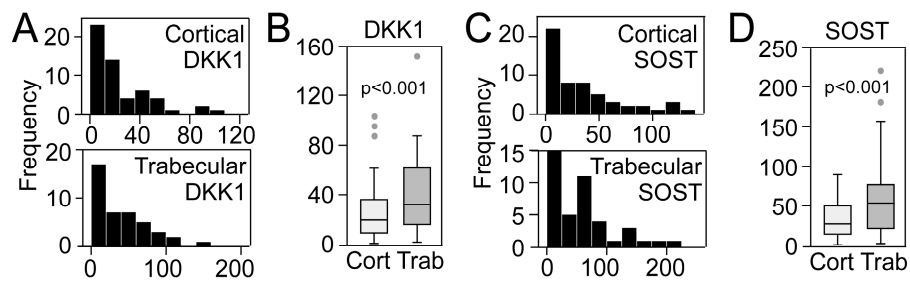 A
Frequency
20
10
0
Cortical
DKK1
0 40 80 120
20
10
0
Trabecular
DKK1
0 100 200
B
DKK1
160
120
80
40
0
p<0.001
Cort Trab
C
Frequency
20
10
0
Cortical
SOST
0 50 100
15
10
5
0
Trabecular
SOST
0 100 200
D
SOST
250
200
150
100
50
0
p<0.001
Cort Trab